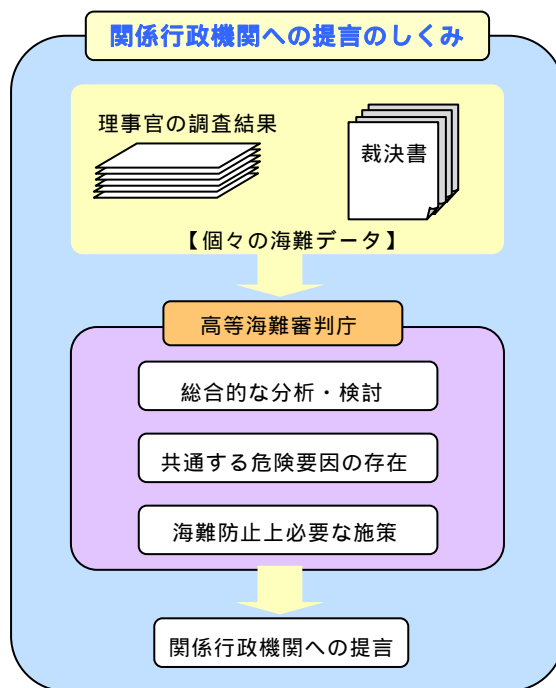 関係行政機関への提言のしくみ
理事官の調査結果
裁決書
【個々の海難データ】
高等海難審判庁
総合的な分析・検討
共通する危険要因の存在
海難防止上必要な施策
関係行政機関への提言